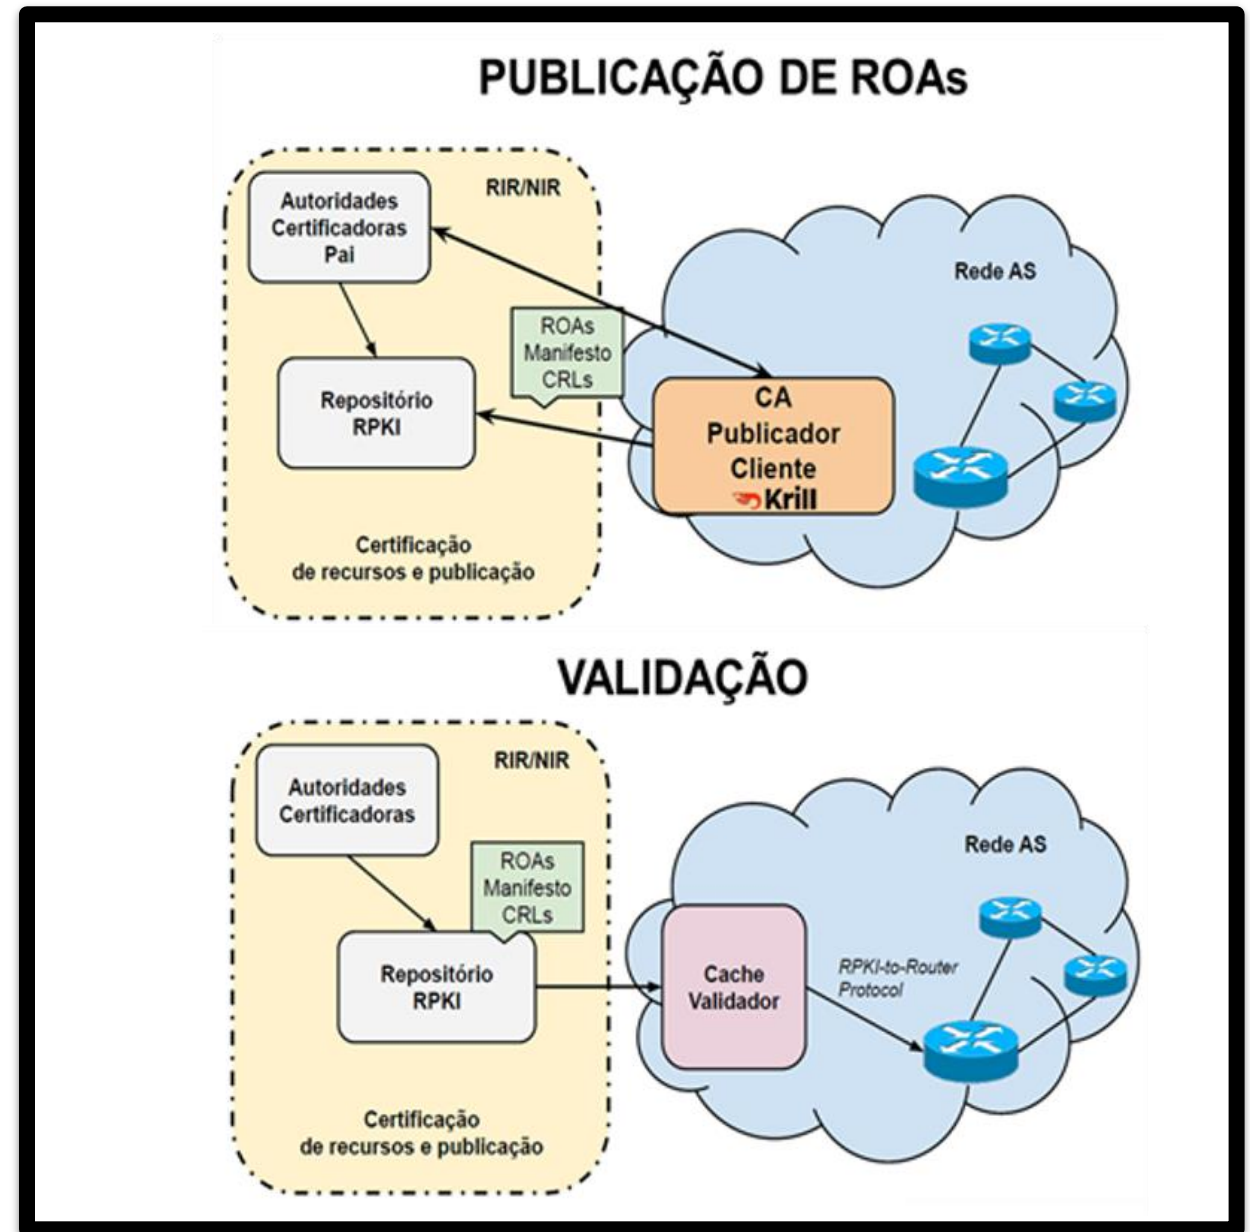 PUBLICAÇÃO DE ROAs
RIR/NIR
Autoridades
Certificadoras
Pai
Rede AS
ROAs
Manifesto
CRLs
Repositório
RPKI
CA
Publicador
Cliente
Krill
Certificação
de recursos e publicação
VALIDAÇÃO
RIR/NIR
Autoridades
Certificadoras
Rede AS
ROAs
Manifesto
CRLs
Repositório
RPKI
Cache
Validador
RPKI-to-Router
Protocol
Certificação
de recursos e publicação